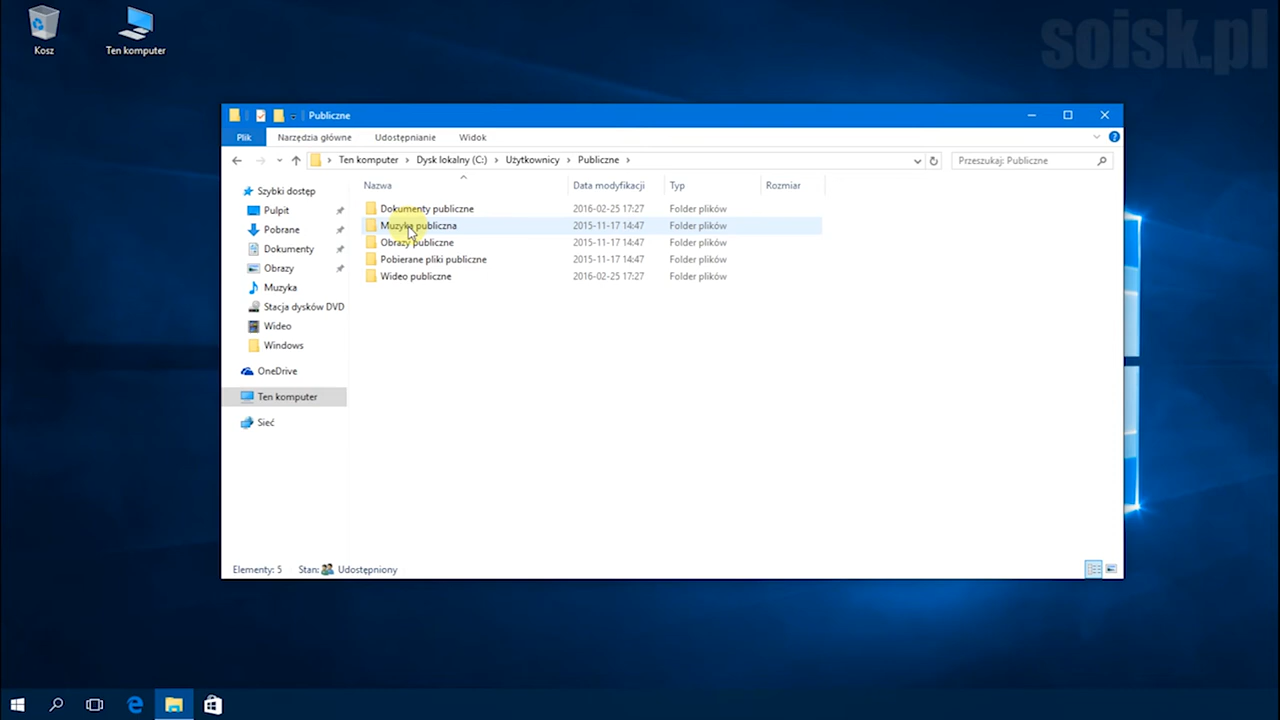 soisk.pl
Kosz
Ten komputer
Publiczne
Plik Narzędzia główne Udostępnianie Widok
Ten komputer Dysk lokalny (C:) Użytkownicy Publiczne
Przeszukaj: Publiczne
Szybki dostęp
Pulpit
Pobrane
Dokumenty
Obrazy
Muzyka
Stacja dysków DVD
Wideo
Windows
OneDrive
Ten komputer
Sieć
Nazwa Data modyfikacji Typ Rozmiar
Dokumenty publiczne 2016-02-25 17:27 Folder plików
Muzyka publiczna 2015-11-17 14:47 Folder plików
Obrazy publiczne 2015-11-17 14:47 Folder plików
Pobierane pliki publiczne 2015-11-17 14:47 Folder plików
Wideo publiczne 2016-02-25 17:27 Folder plików
Elementy: 5 Stan: Udostępniony